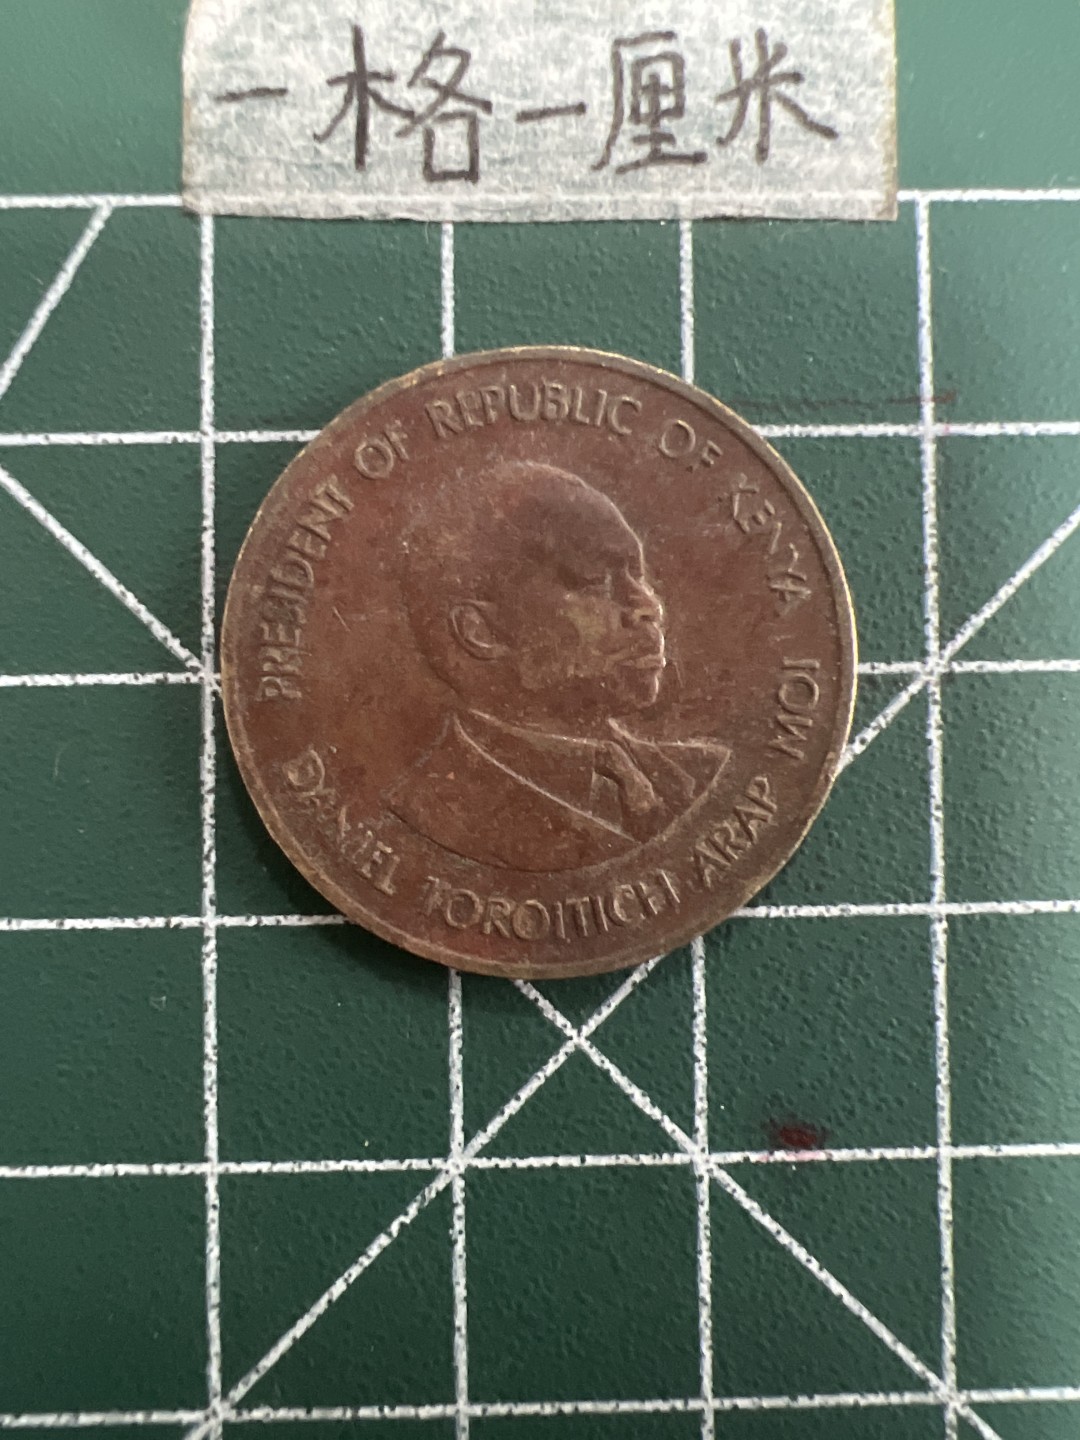 一格一厘米
PRESIDENT OF REPUBLIC OF KENYA
DANIEL TOROITICH ARAP MOI